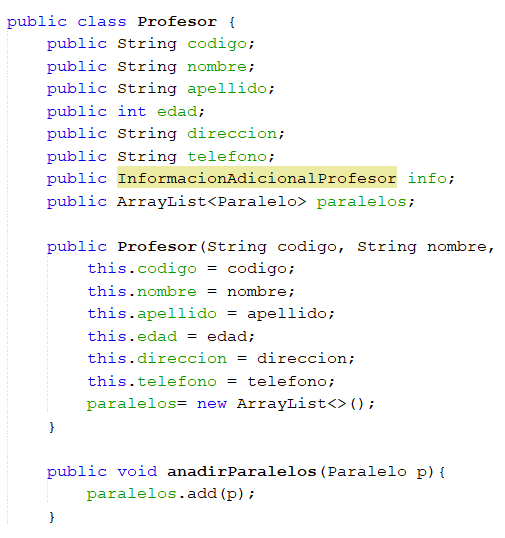 public class Profesor {
public String codigo;
public String nombre;
public String apellido;
public int edad;
public String direccion;
public String telefono;
public InformacionAdicionalProfesor info;
public ArrayList<Paralelo> paralelos;
public Profesor(String codigo, String nombre,
this.codigo = codigo;
this.nombre = nombre;
this.apellido = apellido;
this.edad = edad;
this.direccion = direccion;
this.telefono = telefono;
paralelos= new ArrayList<>();
}
public void anadirParalelos(Paralelo p){
paralelos.add(p);
}